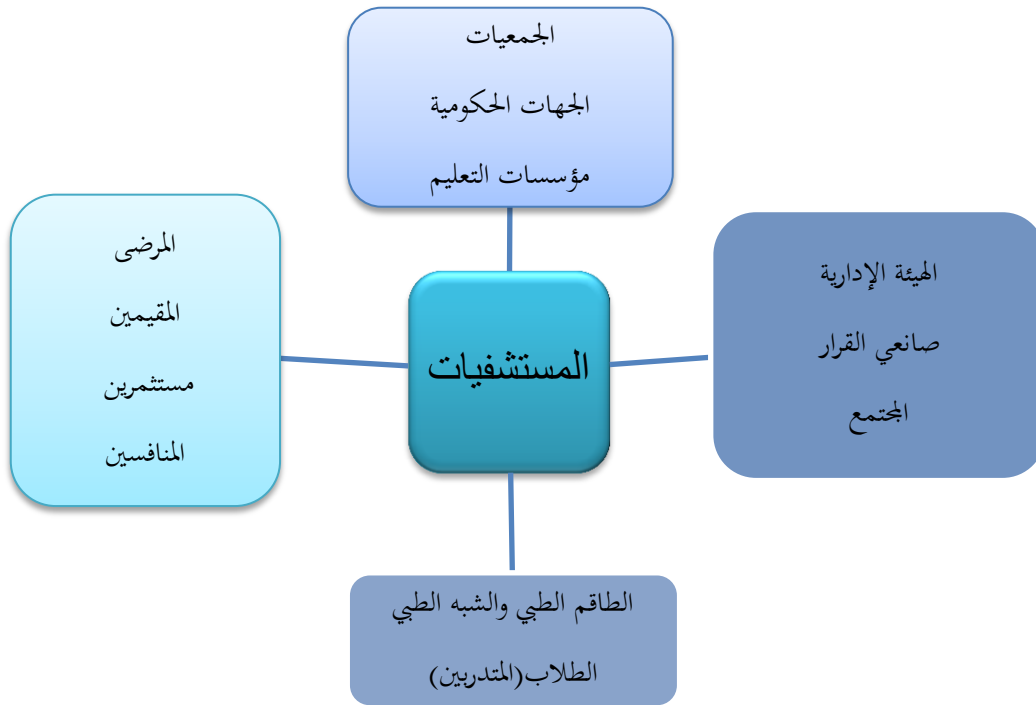 الجمعيات
الجهات الحكومية
مؤسسات التعليم
الهيئة الإدارية
صانعي القرار
المجتمع
المستشفيات
المرضى
المقيمين
مستثمرين
المنافسين
الطاقم الطبي والشبه الطبي
الطلاب(المتدربين)